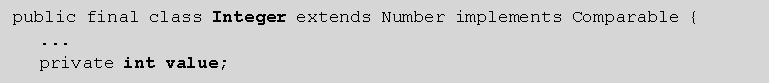 public final class Integer extends Number implements Comparable {
...
private int value;